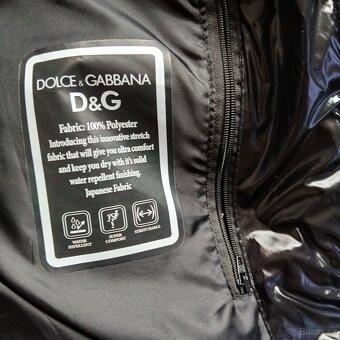 DOLCE & GABBANA
D&G
Fabric: 100% Polyester
Introducing this innovative stretch
fabric that will give you ultra comfort
and keep you dry with it's solid
water repellent finishing.
Japanese Fabric
WATER
REPELLENT
SUPER
COMFORT
STRETCHABLE